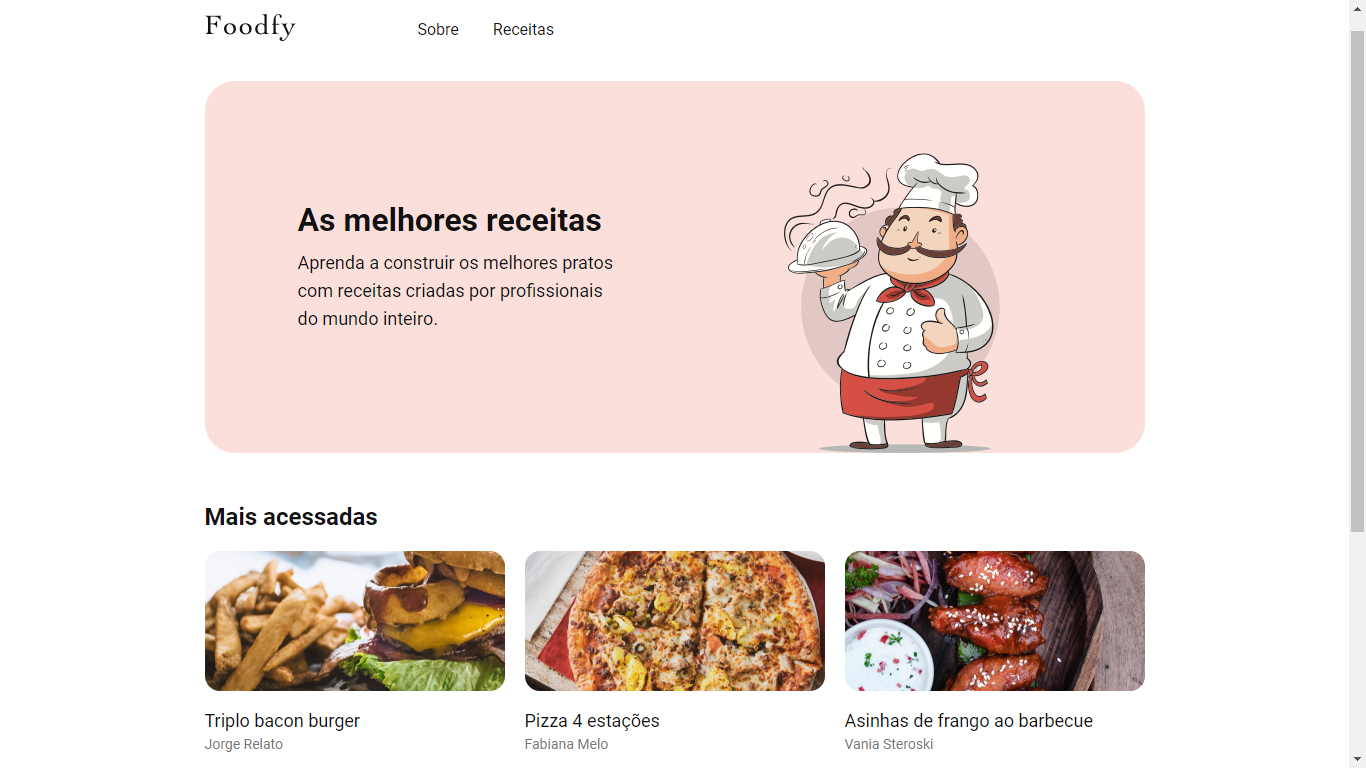 Foodfy
Sobre
Receitas
As melhores receitas
Aprenda a construir os melhores pratos
com receitas criadas por profissionais
do mundo inteiro.
Mais acessadas
Triplo bacon burger
Jorge Relato
Pizza 4 estações
Fabiana Melo
Asinhas de frango ao barbecue
Vania Steroski